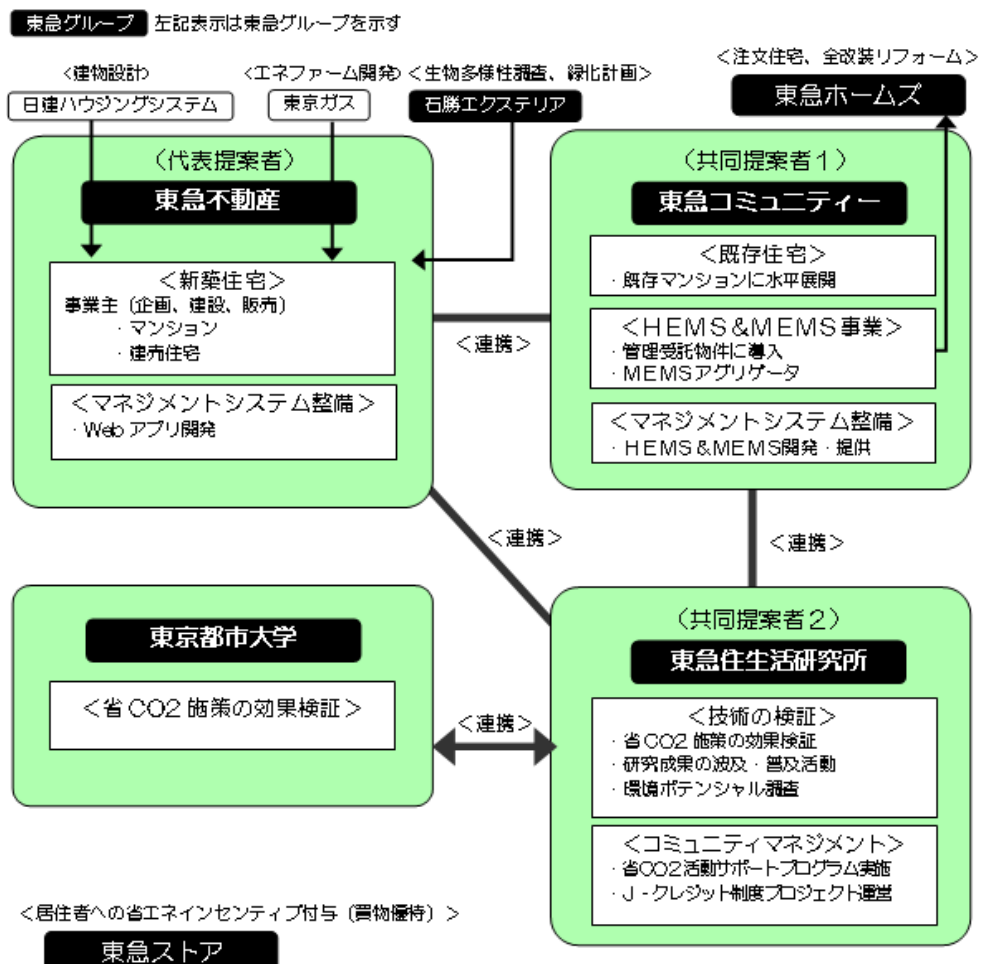 東急グループ 左記表示は東急グループを示す
<注文住宅、全改装リフォーム>
東急ホームズ
<建物設計>
日建ハウジングシステム
<エネファーム開発>
東京ガス
<生物多様性調査、緑化計画>
石勝エクステリア
(代表提案者)
東急不動産
<新築住宅>
事業主(企画、建設、販売)
・マンション
・建売住宅
<マネジメントシステム整備>
・Web アプリ開発
<連携>
(共同提案者1)
東急コミュニティー
<既存住宅>
・既存マンションに水平展開
<HEMS&MEMS事業>
・管理受託物件に導入
・MEMSアグリゲータ
<マネジメントシステム整備>
・HEMS&MEMS開発・提供
<連携>
<連携>
東京都市大学
<省CO2施策の効果検証>
<連携>
(共同提案者2)
東急住生活研究所
<技術の検証>
・省CO2施策の効果検証
・研究成果の波及・普及活動
・環境ポテンシャル調査
<コミュニティマネジメント>
・省CO2活動サポートプログラム実施
・J-クレジット制度プロジェクト運営
<居住者への省エネインセンティブ付与(買物優待)>
東急ストア